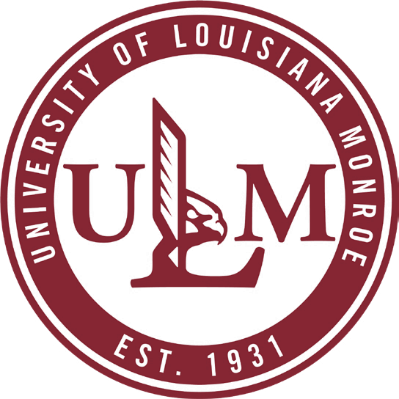 UNIVERSITY OF LOUISIANA MONROE
ULM
EST. 1931